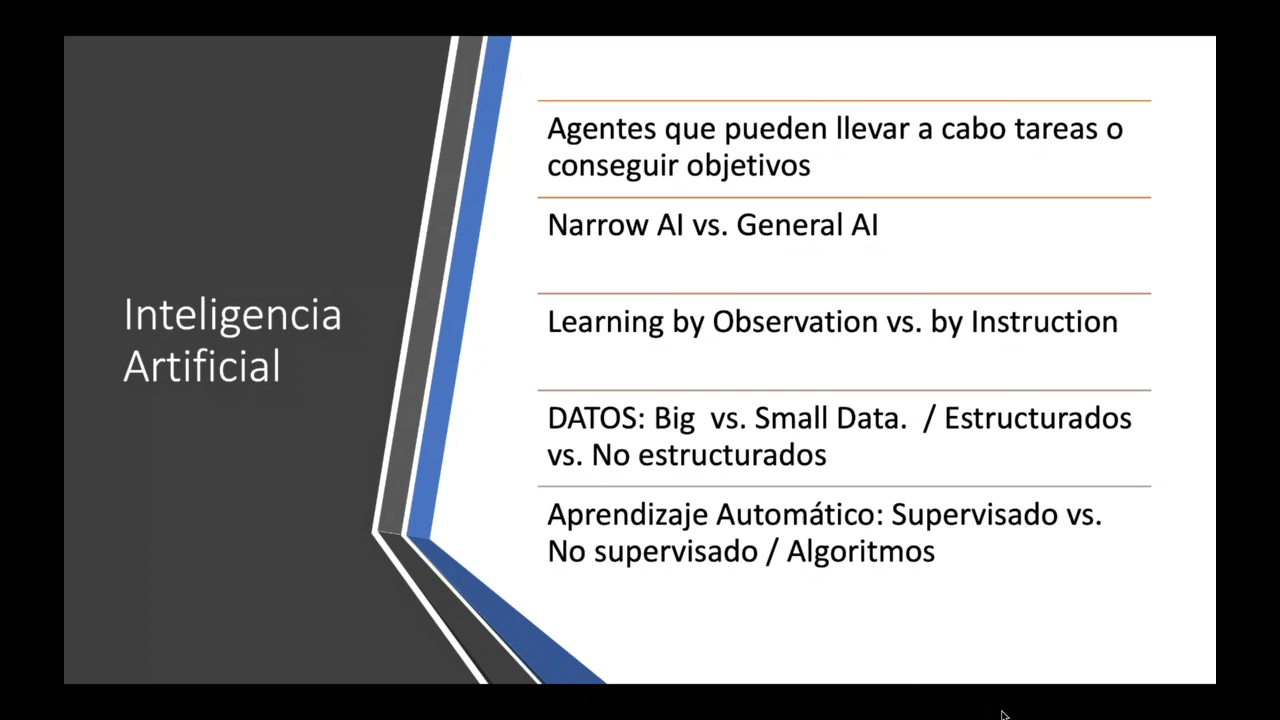 Inteligencia
Artificial
Agentes que pueden llevar a cabo tareas o
conseguir objetivos
Narrow AI vs. General AI
Learning by Observation vs. by Instruction
DATOS: Big  vs. Small Data.  / Estructurados
vs. No estructurados
Aprendizaje Automático: Supervisado vs.
No supervisado / Algoritmos